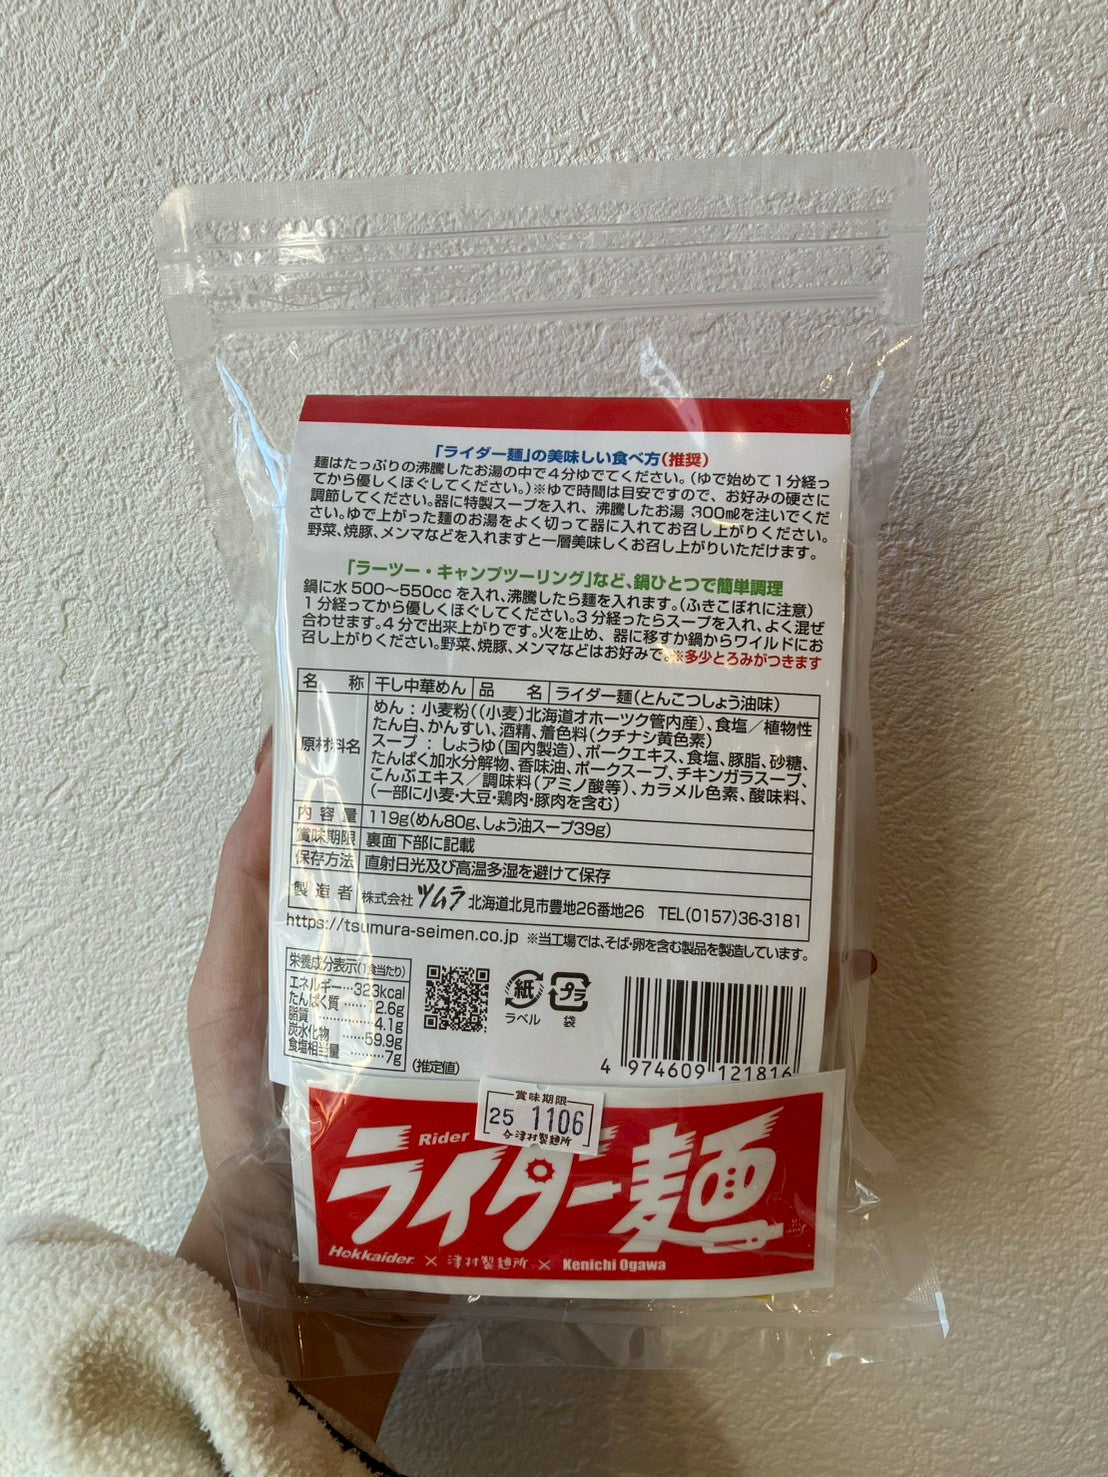 「ライダー麺」の美味しい食べ方(推奨)
麺はたっぷりの沸騰したお湯の中で4分ゆでてください。(ゆで始めて1分経っ
てから優しくほぐしてください。)※ゆで時間は目安ですので、お好みの硬さに
調節してください。器に特製スープを入れ、沸騰したお湯 300㎖を注いでくだ
さい。ゆで上がった麺のお湯をよく切って器に入れてお召し上がりください。
野菜、焼豚、メンマなどを入れますと一層美味しくお召し上がりいただけます。
「ラーツー・キャンプツーリング」など、鍋ひとつで簡単調理
鍋に水500〜550cc を入れ、沸騰したら麺を入れます。(ふきこぼれに注意)
1分経ってから優しくほぐしてください。3分経ったらスープを入れ、よく混ぜ
合わせます。4分で出来上がりです。火を止め、器に移すか鍋からワイルドにお
召し上がりください。野菜、焼豚、メンマなどはお好みで。※多少とろみがつきます
名称 干し中華めん 品名 ライダー麺(とんこつしょう油味)
原材料名 めん:小麦粉((小麦)北海道オホーツク管内産)、食塩/植物性
たん白、かんすい、酒精、着色料(クチナシ黄色素)
スープ:しょうゆ(国内製造)、ポークエキス、食塩、豚脂、砂糖、
たんぱく加水分解物、香味油、ポークスープ、チキンガラスープ、
こんぶエキス/調味料(アミノ酸等)、カラメル色素、酸味料、
(一部に小麦・大豆・鶏肉・豚肉を含む)
内容量 119g(めん80g、しょう油スープ39g)
賞味期限 裏面下部に記載
保存方法 直射日光及び高温多湿を避けて保存
製造者 株式会社 ツムラ 北海道北見市豊地26番地26 TEL(0157)36-3181
https://tsumura-seimen.co.jp ※当工場では、そば・卵を含む製品を製造しています。
栄養成分表示(1食当たり)
エネルギー…323kcal
たんぱく質……12.6g
脂質……4.1g
炭水化物……59.9g
食塩相当量……7g
(推定値)
紙
ラベル
プラ
袋
4 974609 121816
賞味期限
25 1106
津村製麺所
Rider
ライダー麺
Hokkaider × 津村製麺所 × Kenichi Ogawa